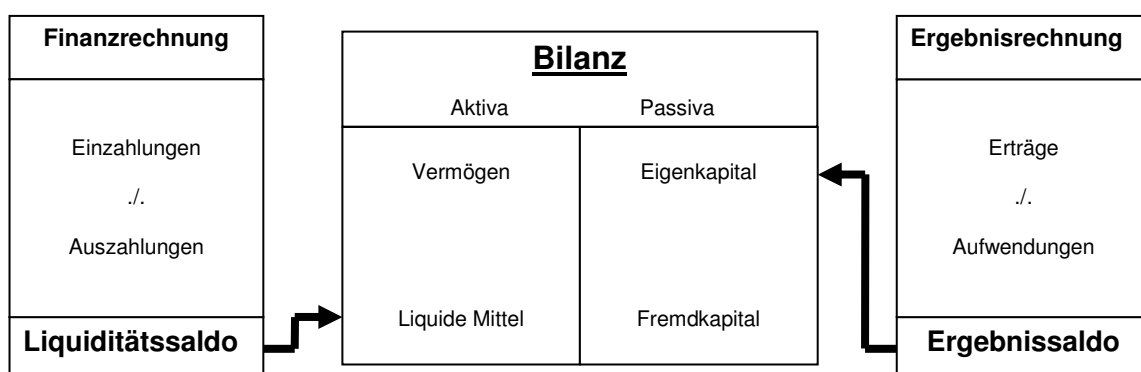 Finanzrechnung
Einzahlungen
./.
Auszahlungen
Liquiditätssaldo
Bilanz
Aktiva Passiva
Vermögen Eigenkapital
Liquide Mittel Fremdkapital
Ergebnisrechnung
Erträge
./.
Aufwendungen
Ergebnissaldo